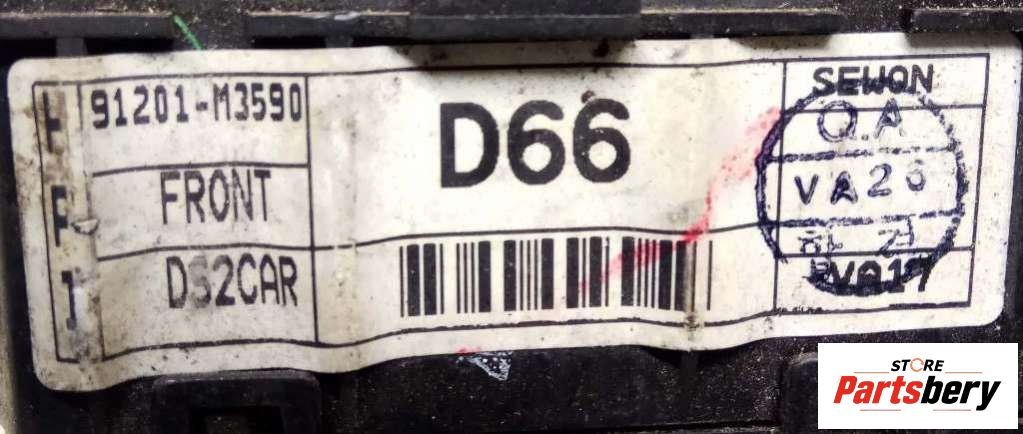 91201-M3590
FRONT
DS2CAR
D66
SEWON
Q.A
VA26
VA17
STORE
Partsbery